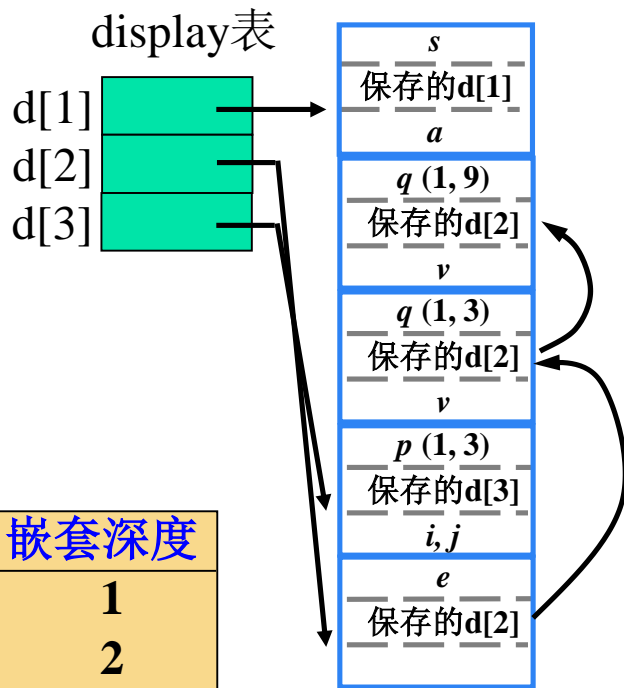 display表
d[1]
d[2]
d[3]
s
保存的d[1]
a
q (1, 9)
保存的d[2]
v
q (1, 3)
保存的d[2]
v
p (1, 3)
保存的d[3]
i, j
e
保存的d[2]
嵌套深度
1
2